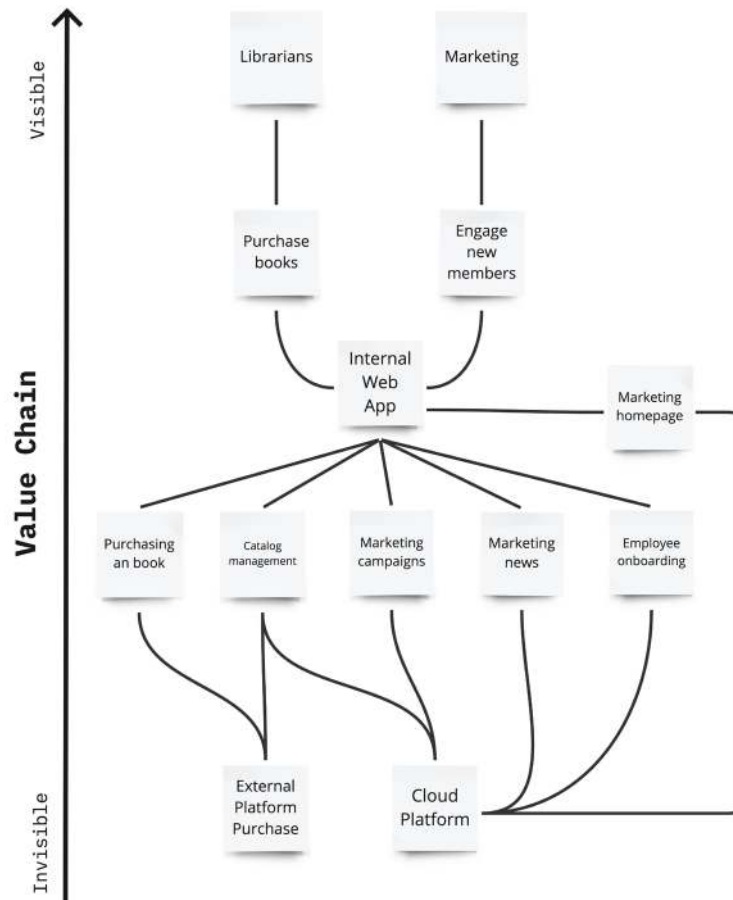 Visible
Librarians
Marketing
Purchase
books
Engage
new
members
Value Chain
Internal
Web
App
Marketing
homepage
Purchasing
an book
Catalog
management
Marketing
campaigns
Marketing
news
Employee
onboarding
Invisible
External
Platform
Purchase
Cloud
Platform